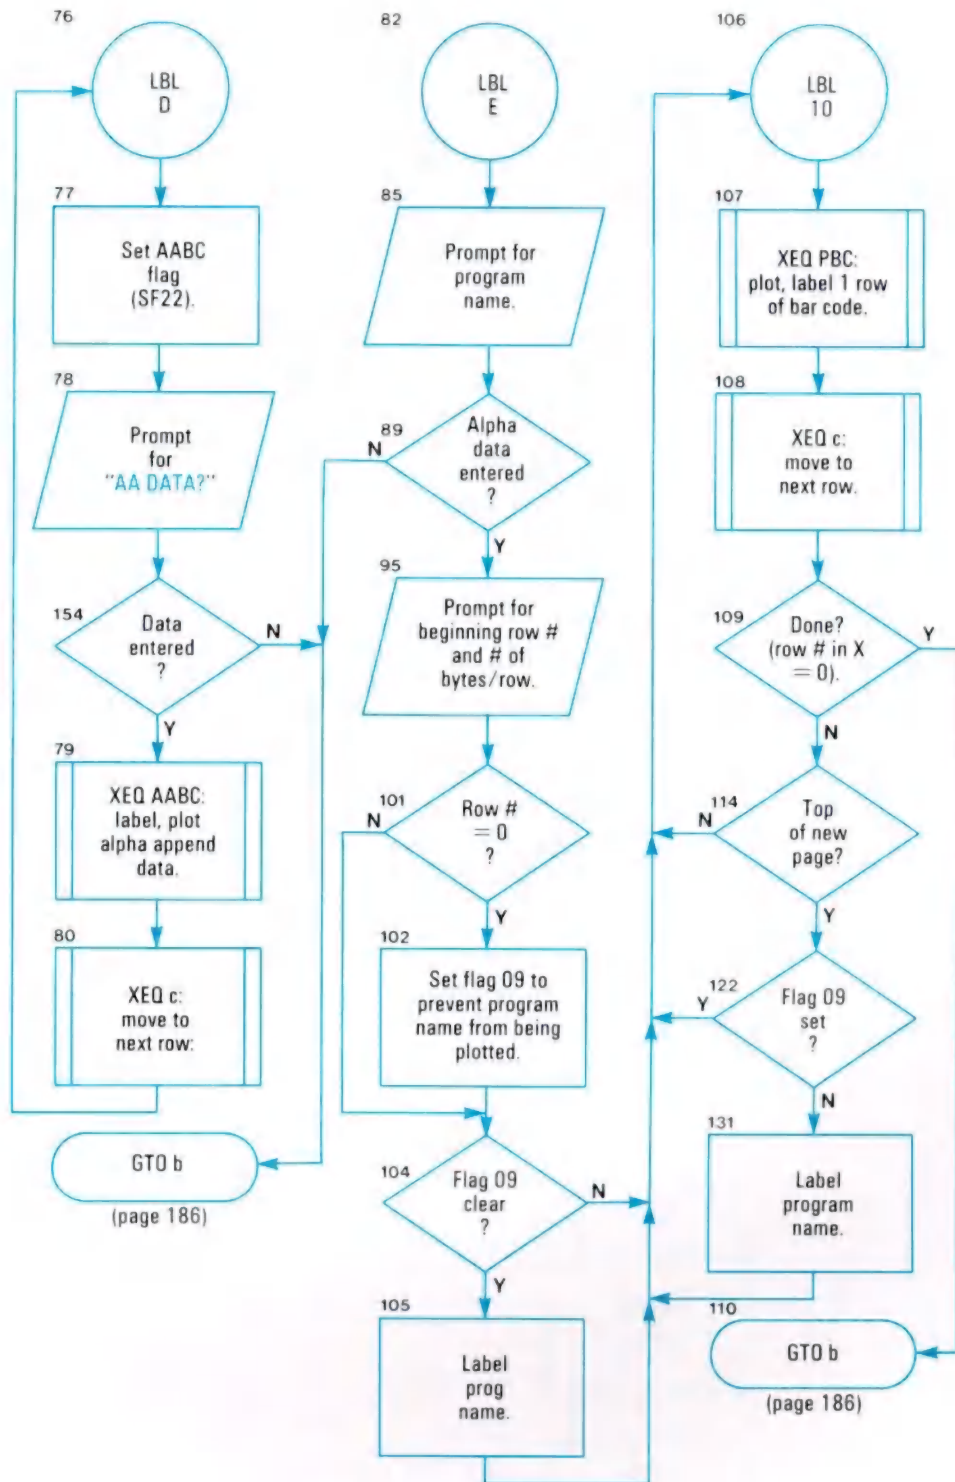 76
LBL
D
77
Set AABC
flag
(SF22).
78
Prompt
for
"AA DATA?"
154
Data
entered
?
N
Y
79
XEQ AABC:
label, plot
alpha append
data.
80
XEQ c:
move to
next row:
GTO b
(page 186)
82
LBL
E
85
Prompt for
program
name.
89
N
Alpha
data
entered
?
Y
95
Prompt for
beginning row #
and # of
bytes/row.
101
N
Row #
= 0
?
Y
102
Set flag 09 to
prevent program
name from being
plotted.
104
Flag 09
clear
?
N
Y
105
Label
prog
name.
106
LBL
10
107
XEQ PBC:
plot, label 1 row
of bar code.
108
XEQ c:
move to
next row.
109
Done?
(row # in X
= 0).
Y
N
114
N
Top
of new
page?
Y
122
Y
Flag 09
set
?
N
131
Label
program
name.
110
GTO b
(page 186)